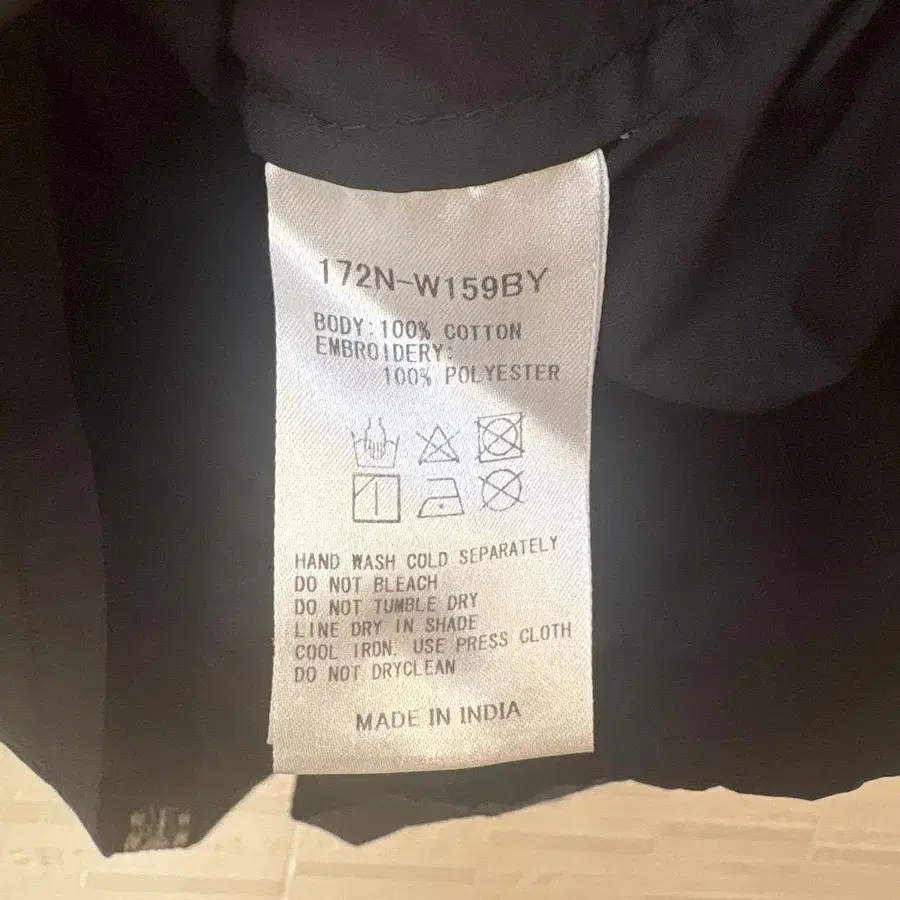 172N-W159BY
BODY:100% COTTON
EMBROIDERY:
100% POLYESTER
HAND WASH COLD SEPARATELY
DO NOT BLEACH
DO NOT TUMBLE DRY
LINE DRY IN SHADE
COOL IRON. USE PRESS CLOTH
DO NOT DRYCLEAN
MADE IN INDIA